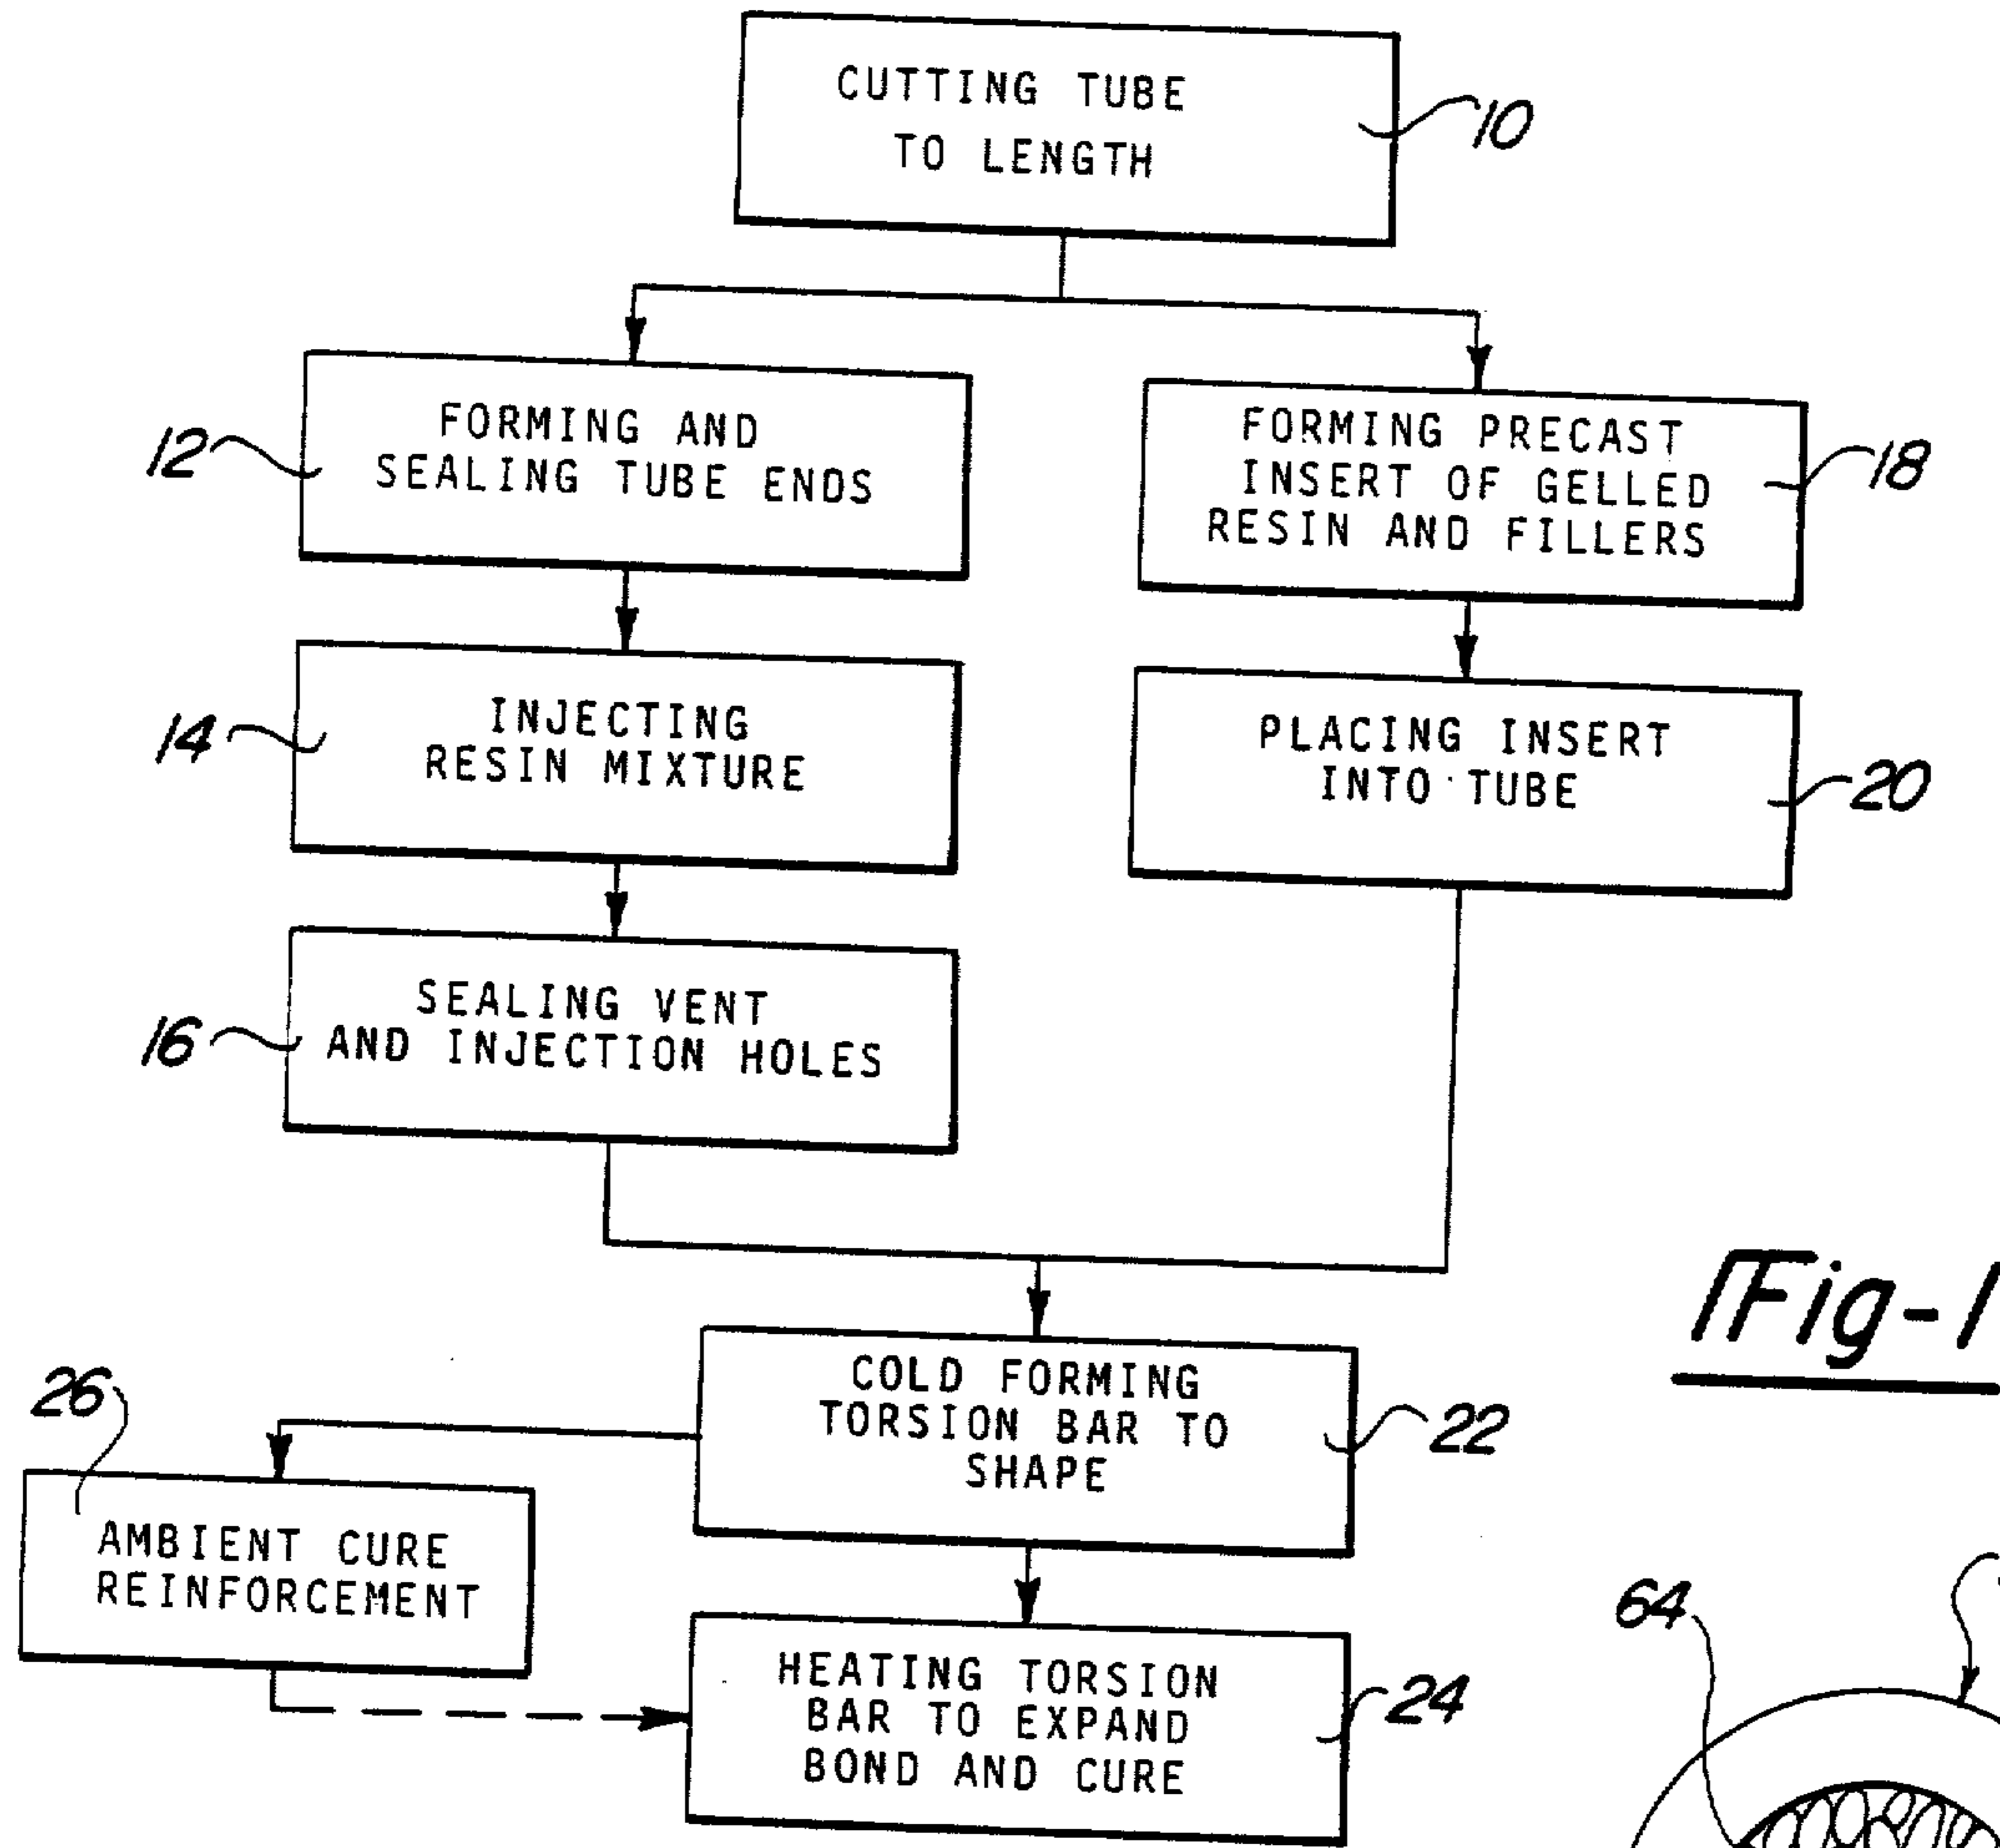 CUTTING TUBE
TO LENGTH
10
FORMING AND
SEALING TUBE ENDS
12
FORMING PRECAST
INSERT OF GELLED
RESIN AND FILLERS
18
INJECTING
RESIN MIXTURE
14
PLACING INSERT
INTO TUBE
20
SEALING VENT
AND INJECTION HOLES
16
Fig-1
COLD FORMING
TORSION BAR TO
SHAPE
22
26
AMBIENT CURE
REINFORCEMENT
HEATING TORSION
BAR TO EXPAND
BOND AND CURE
24
64